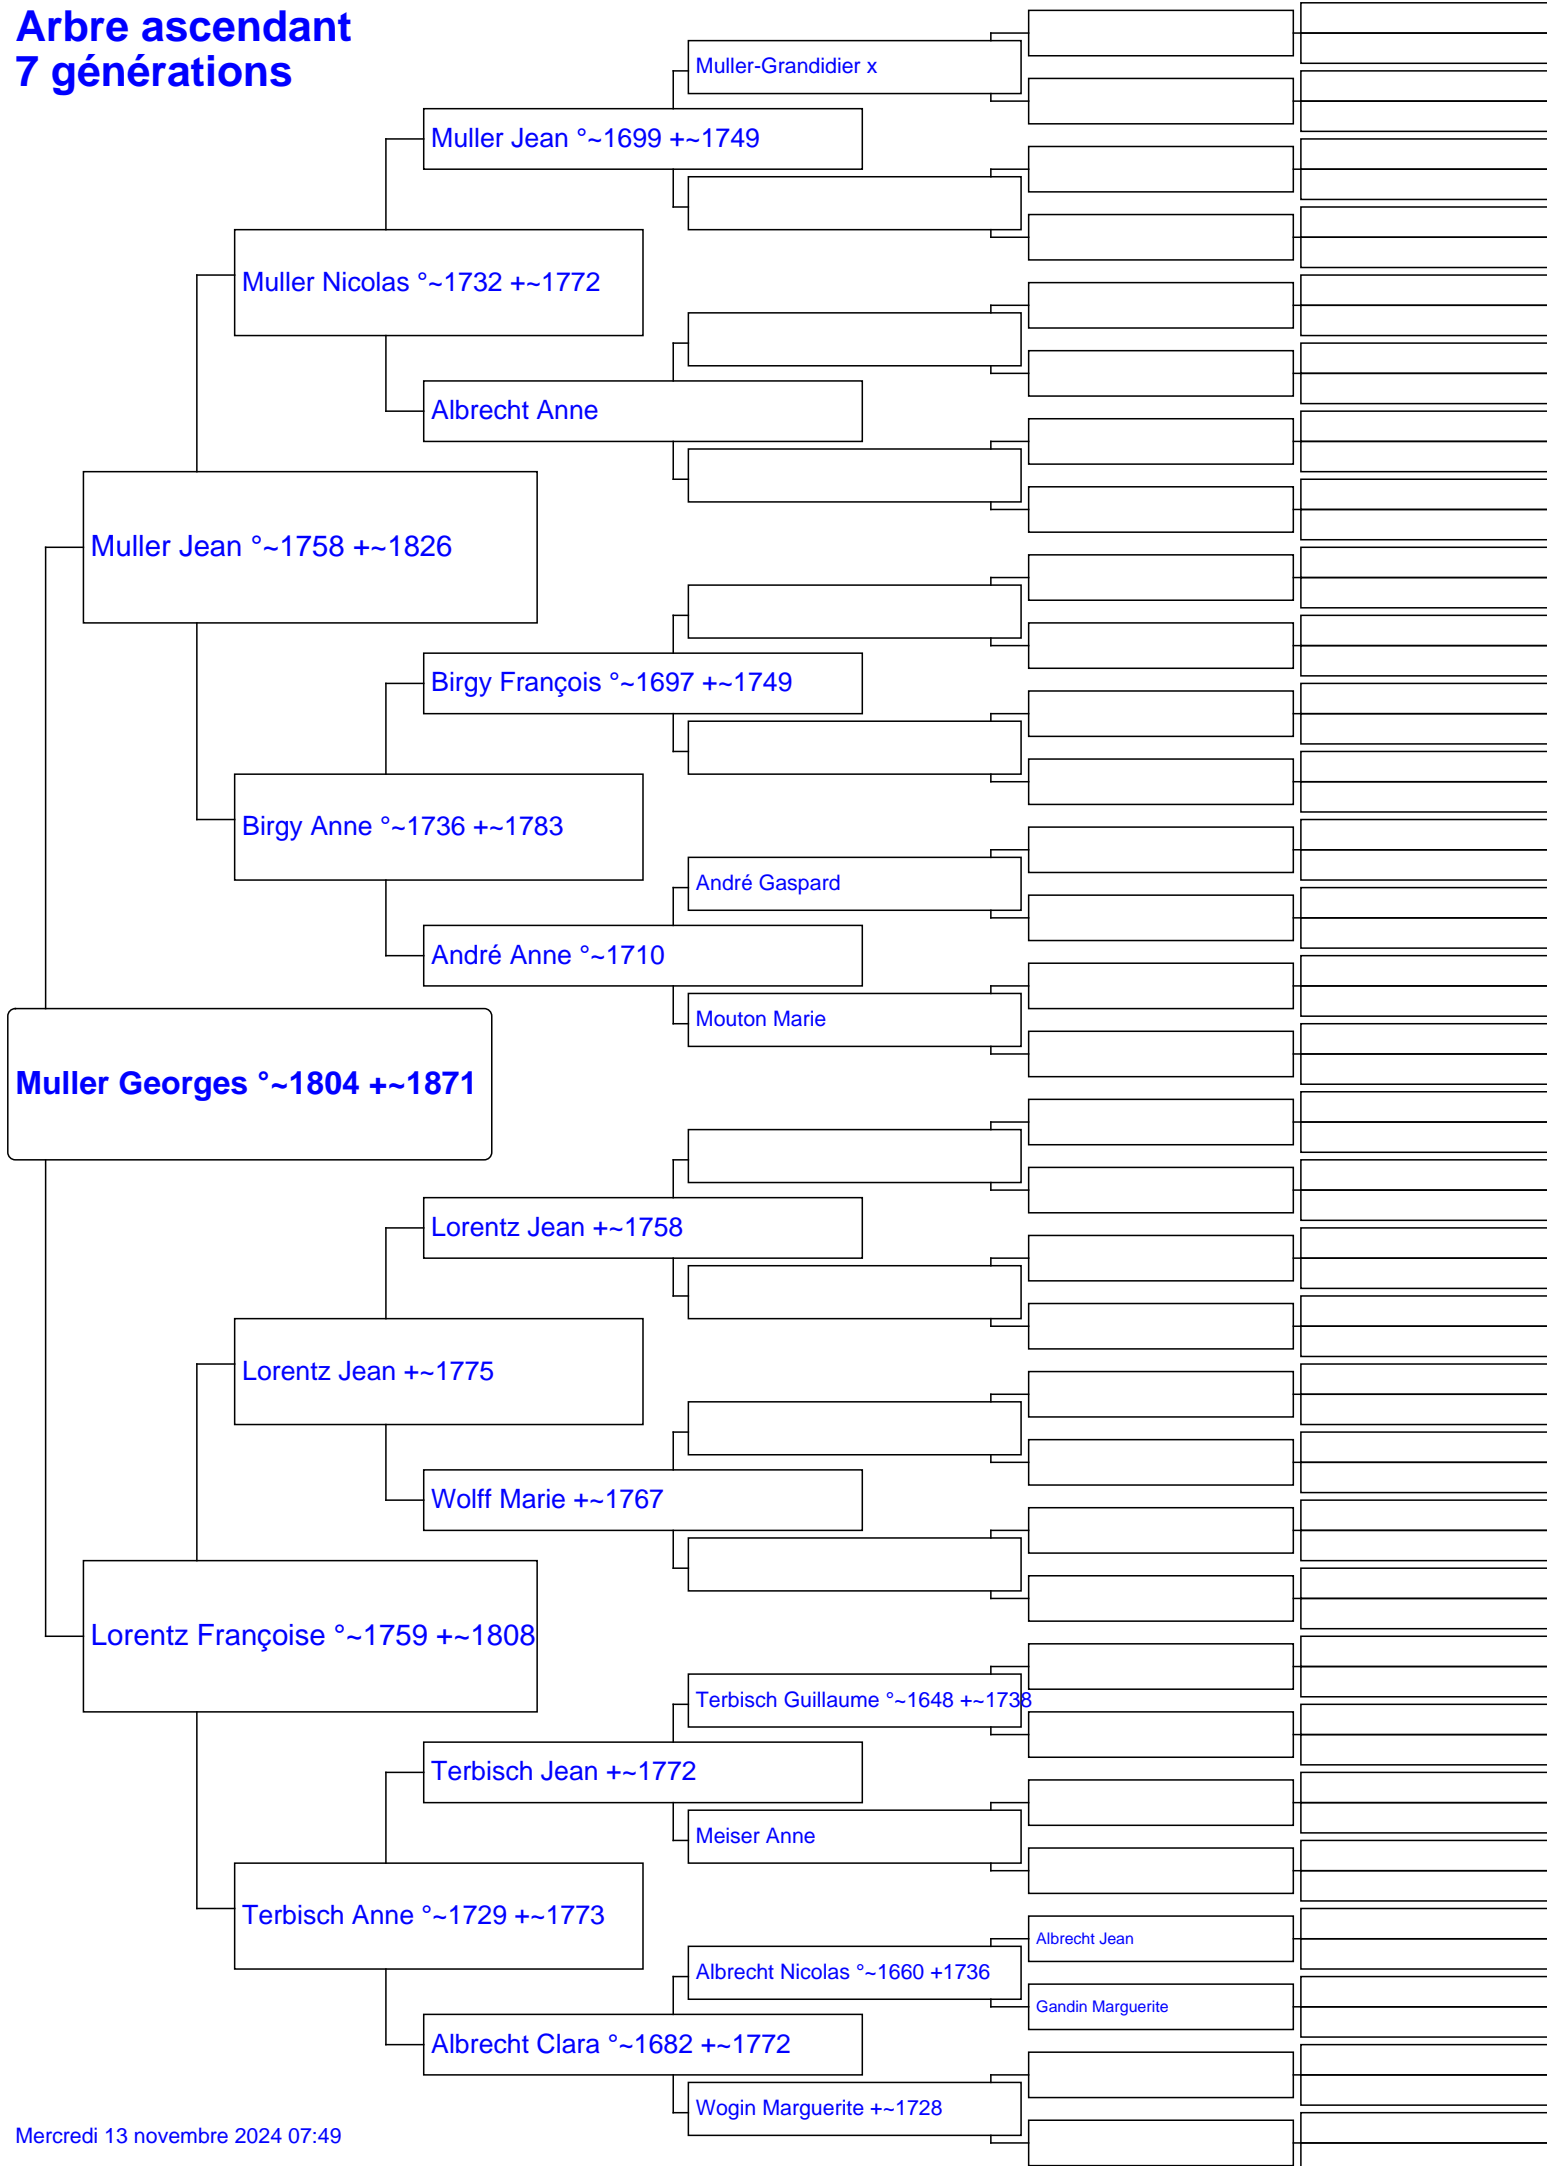 Arbre ascendant
7 générations
Muller-Grandidier x
Muller Jean °~1699 +~1749
Muller Nicolas °~1732 +~1772
Albrecht Anne
Muller Jean °~1758 +~1826
Birgy François °~1697 +~1749
Birgy Anne °~1736 +~1783
André Gaspard
André Anne °~1710
Mouton Marie
Muller Georges °~1804 +~1871
Lorentz Jean +~1758
Lorentz Jean +~1775
Wolff Marie +~1767
Lorentz Françoise °~1759 +~1808
Terbisch Guillaume °~1648 +~1738
Terbisch Jean +~1772
Meiser Anne
Terbisch Anne °~1729 +~1773
Albrecht Jean
Albrecht Nicolas °~1660 +1736
Gandin Marguerite
Albrecht Clara °~1682 +~1772
Wogin Marguerite +~1728
Mercredi 13 novembre 2024 07:49